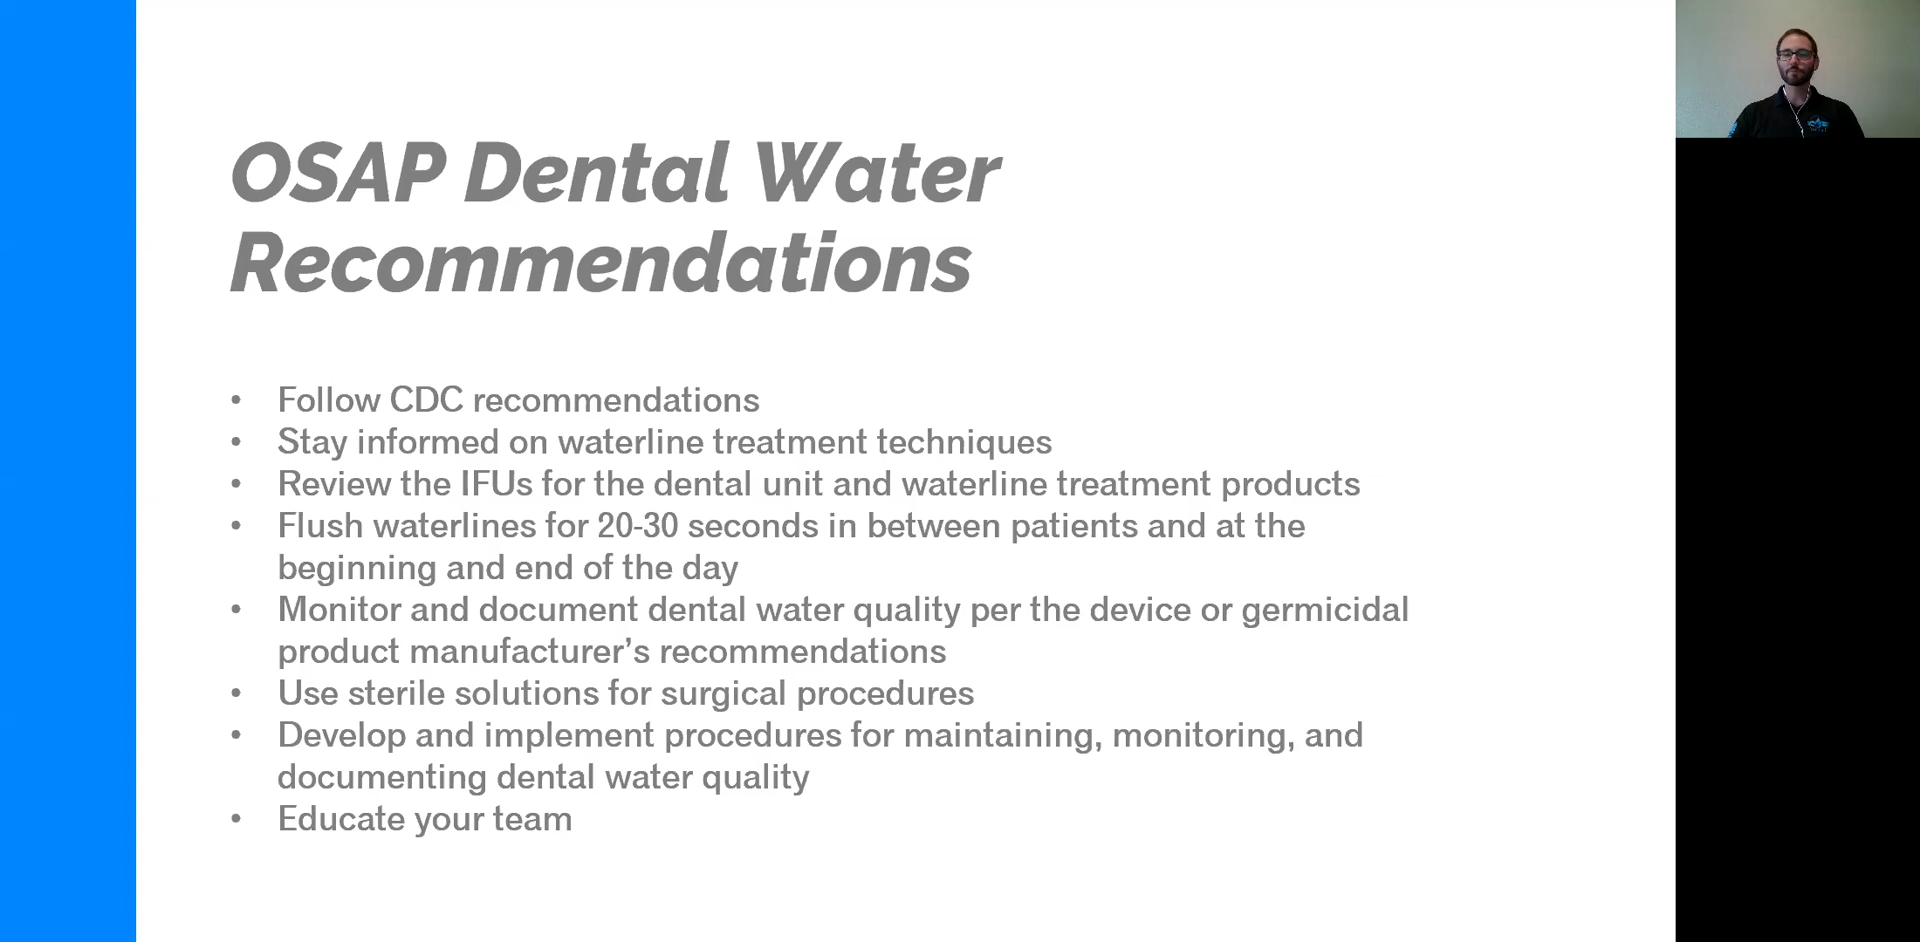 OSAP Dental Water
Recommendations
• Follow CDC recommendations
• Stay informed on waterline treatment techniques
• Review the IFUs for the dental unit and waterline treatment products
• Flush waterlines for 20-30 seconds in between patients and at the
beginning and end of the day
• Monitor and document dental water quality per the device or germicidal
product manufacturer’s recommendations
• Use sterile solutions for surgical procedures
• Develop and implement procedures for maintaining, monitoring, and
documenting dental water quality
• Educate your team